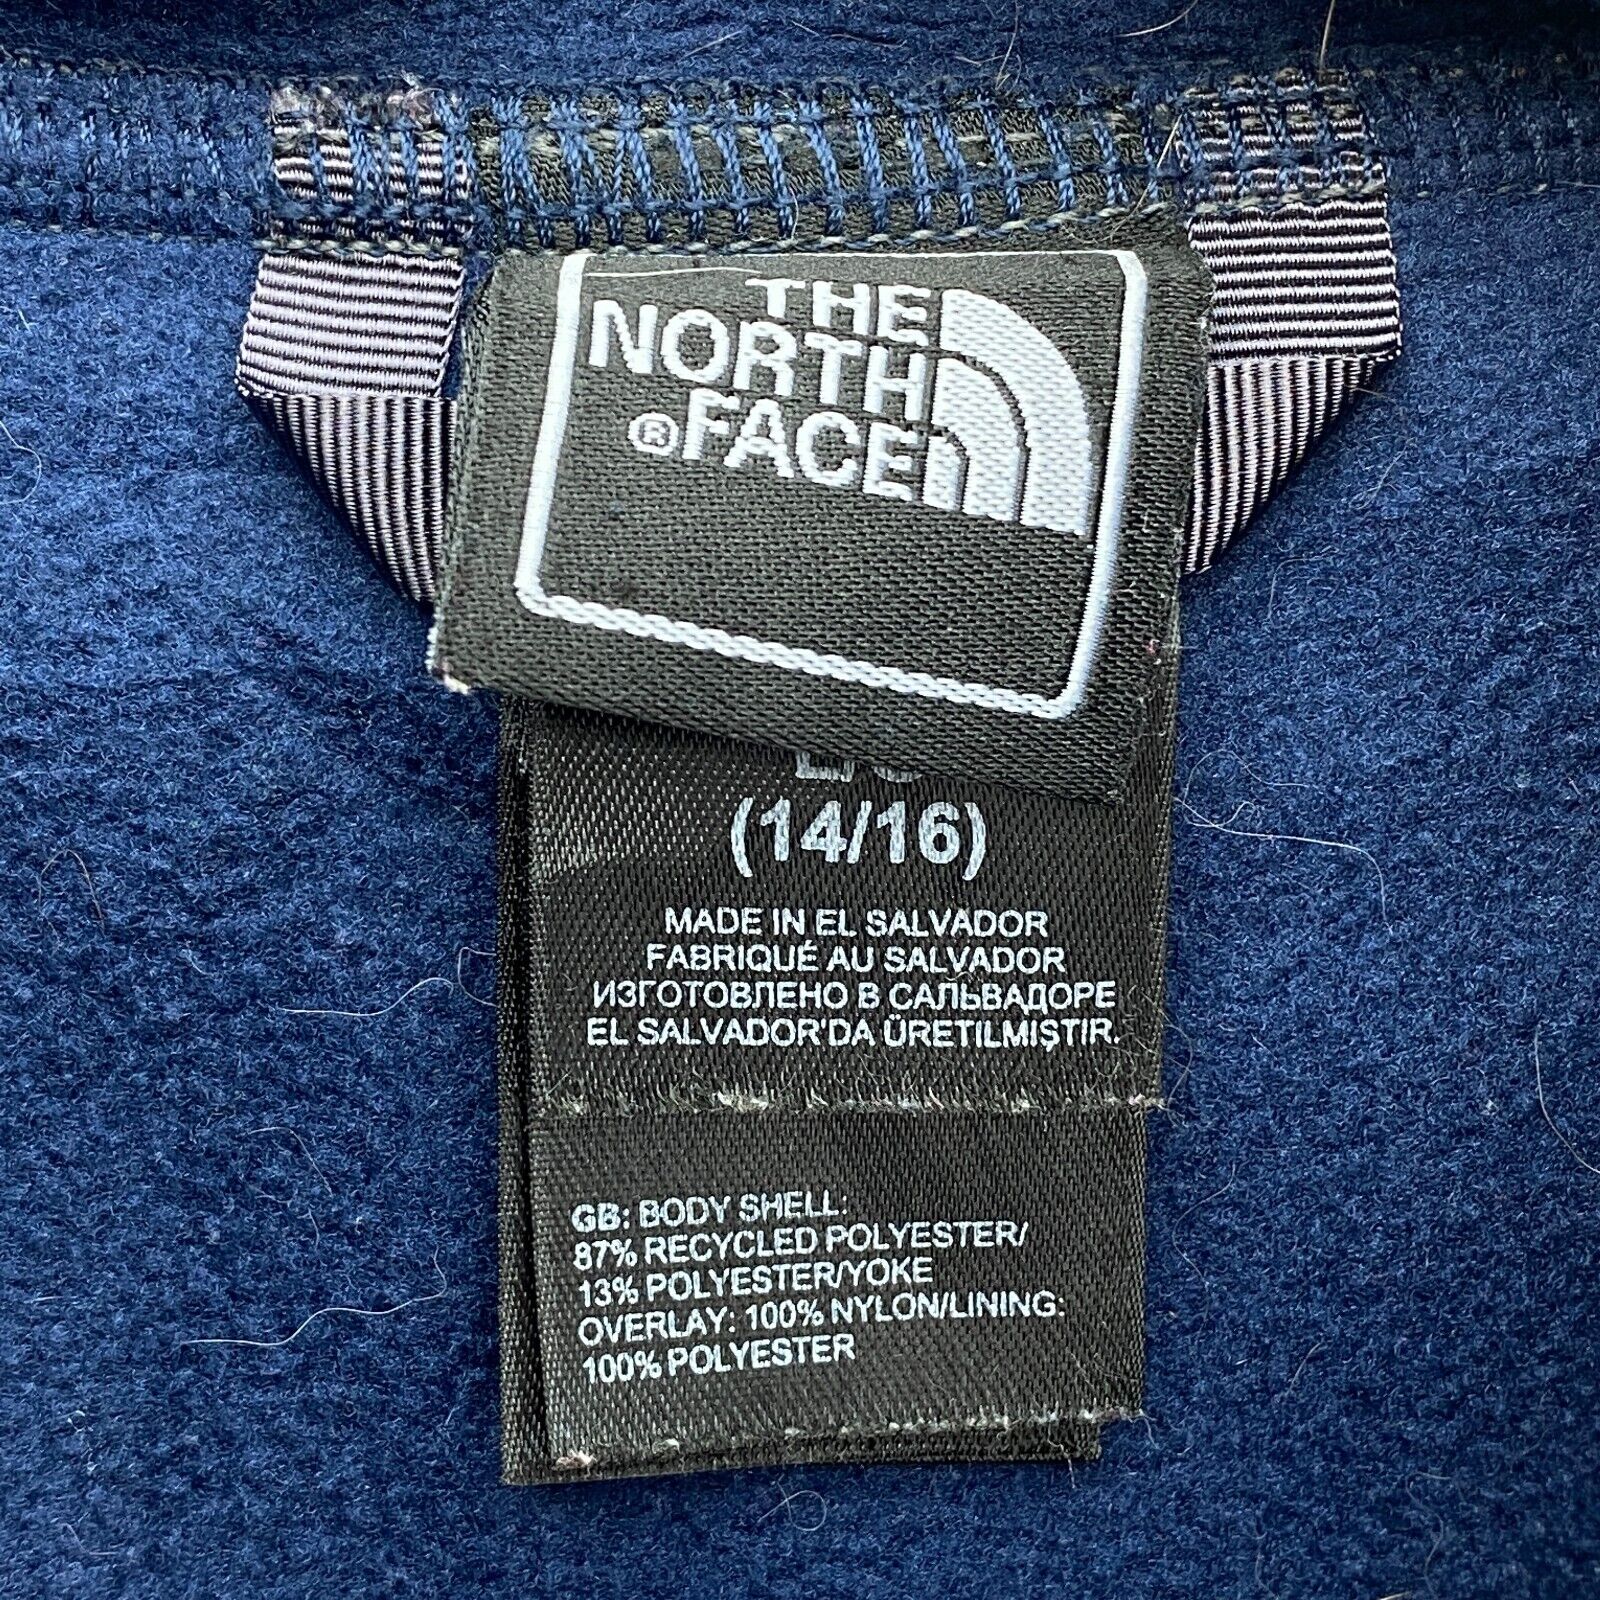 THE
NORTH
®FACE
(14/16)
MADE IN EL SALVADOR
FABRIQUÉ AU SALVADOR
ИЗГОТОВЛЕНО В САЛЬВАДОРЕ
EL SALVADOR'DA ÜRETILMIŞTIR.
GB: BODY SHELL:
87% RECYCLED POLYESTER/
13% POLYESTER/YOKE
OVERLAY: 100% NYLON/LINING:
100% POLYESTER